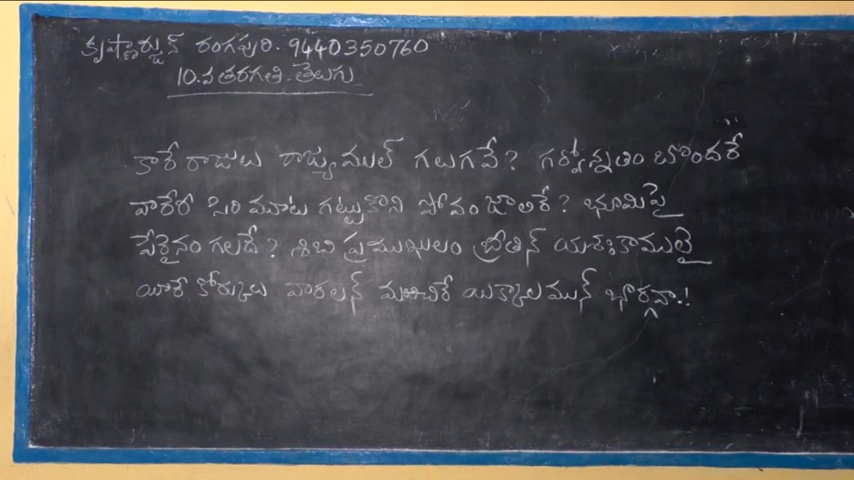 కృష్ణార్జున్ రంగపురి. 9440350760
10.వ తరగతి. తెలుగు
కారే రాజులు రాజ్యముల్ గలుగవే? గర్వోన్నతిం బొందరే
వారేరీ సిరి మూట గట్టుకొని పోవం జాలిరే? భూమిపై
పేరైనం గలదే? శిబి ప్రముఖులుం బ్రీతిన్ యశఃకాములై
యీరే కోర్కులు వారలన్ మఱచిరే యిక్కాలమున్ భార్గవా.!